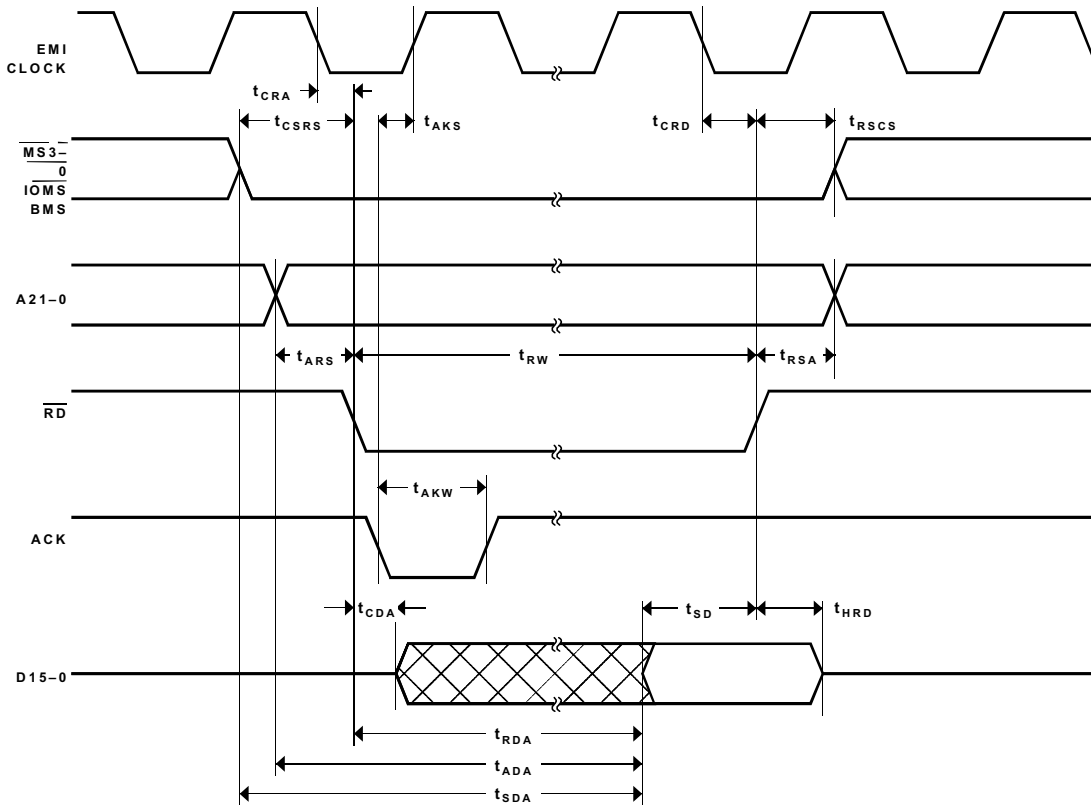 EMI
CLOCK
tCRA
tCSRS
tAKS
tCRD
tRSCS
MS3–
0
IOMS
BMS
A21–0
tARS
tRW
tRSA
RD
tAKW
ACK
tCDA
tSD
tHRD
D15–0
tRDA
tADA
tSDA